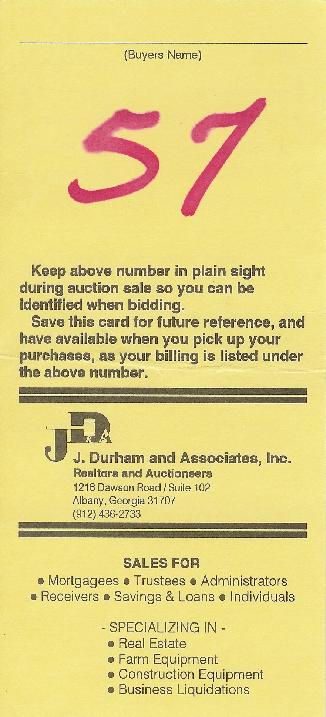 (Buyers Name)
57
Keep above number in plain sight
during auction sale so you can be
identified when bidding.
Save this card for future reference, and
have available when you pick up your
purchases, as your billing is listed under
the above number.
JD&A
J. Durham and Associates, Inc.
Realtors and Auctioneers
1218 Dawson Road / Suite 102
Albany, Georgia 31707
(912) 436-2733
SALES FOR
• Mortgagees • Trustees • Administrators
• Receivers • Savings & Loans • Individuals
- SPECIALIZING IN -
• Real Estate
• Farm Equipment
• Construction Equipment
• Business Liquidations